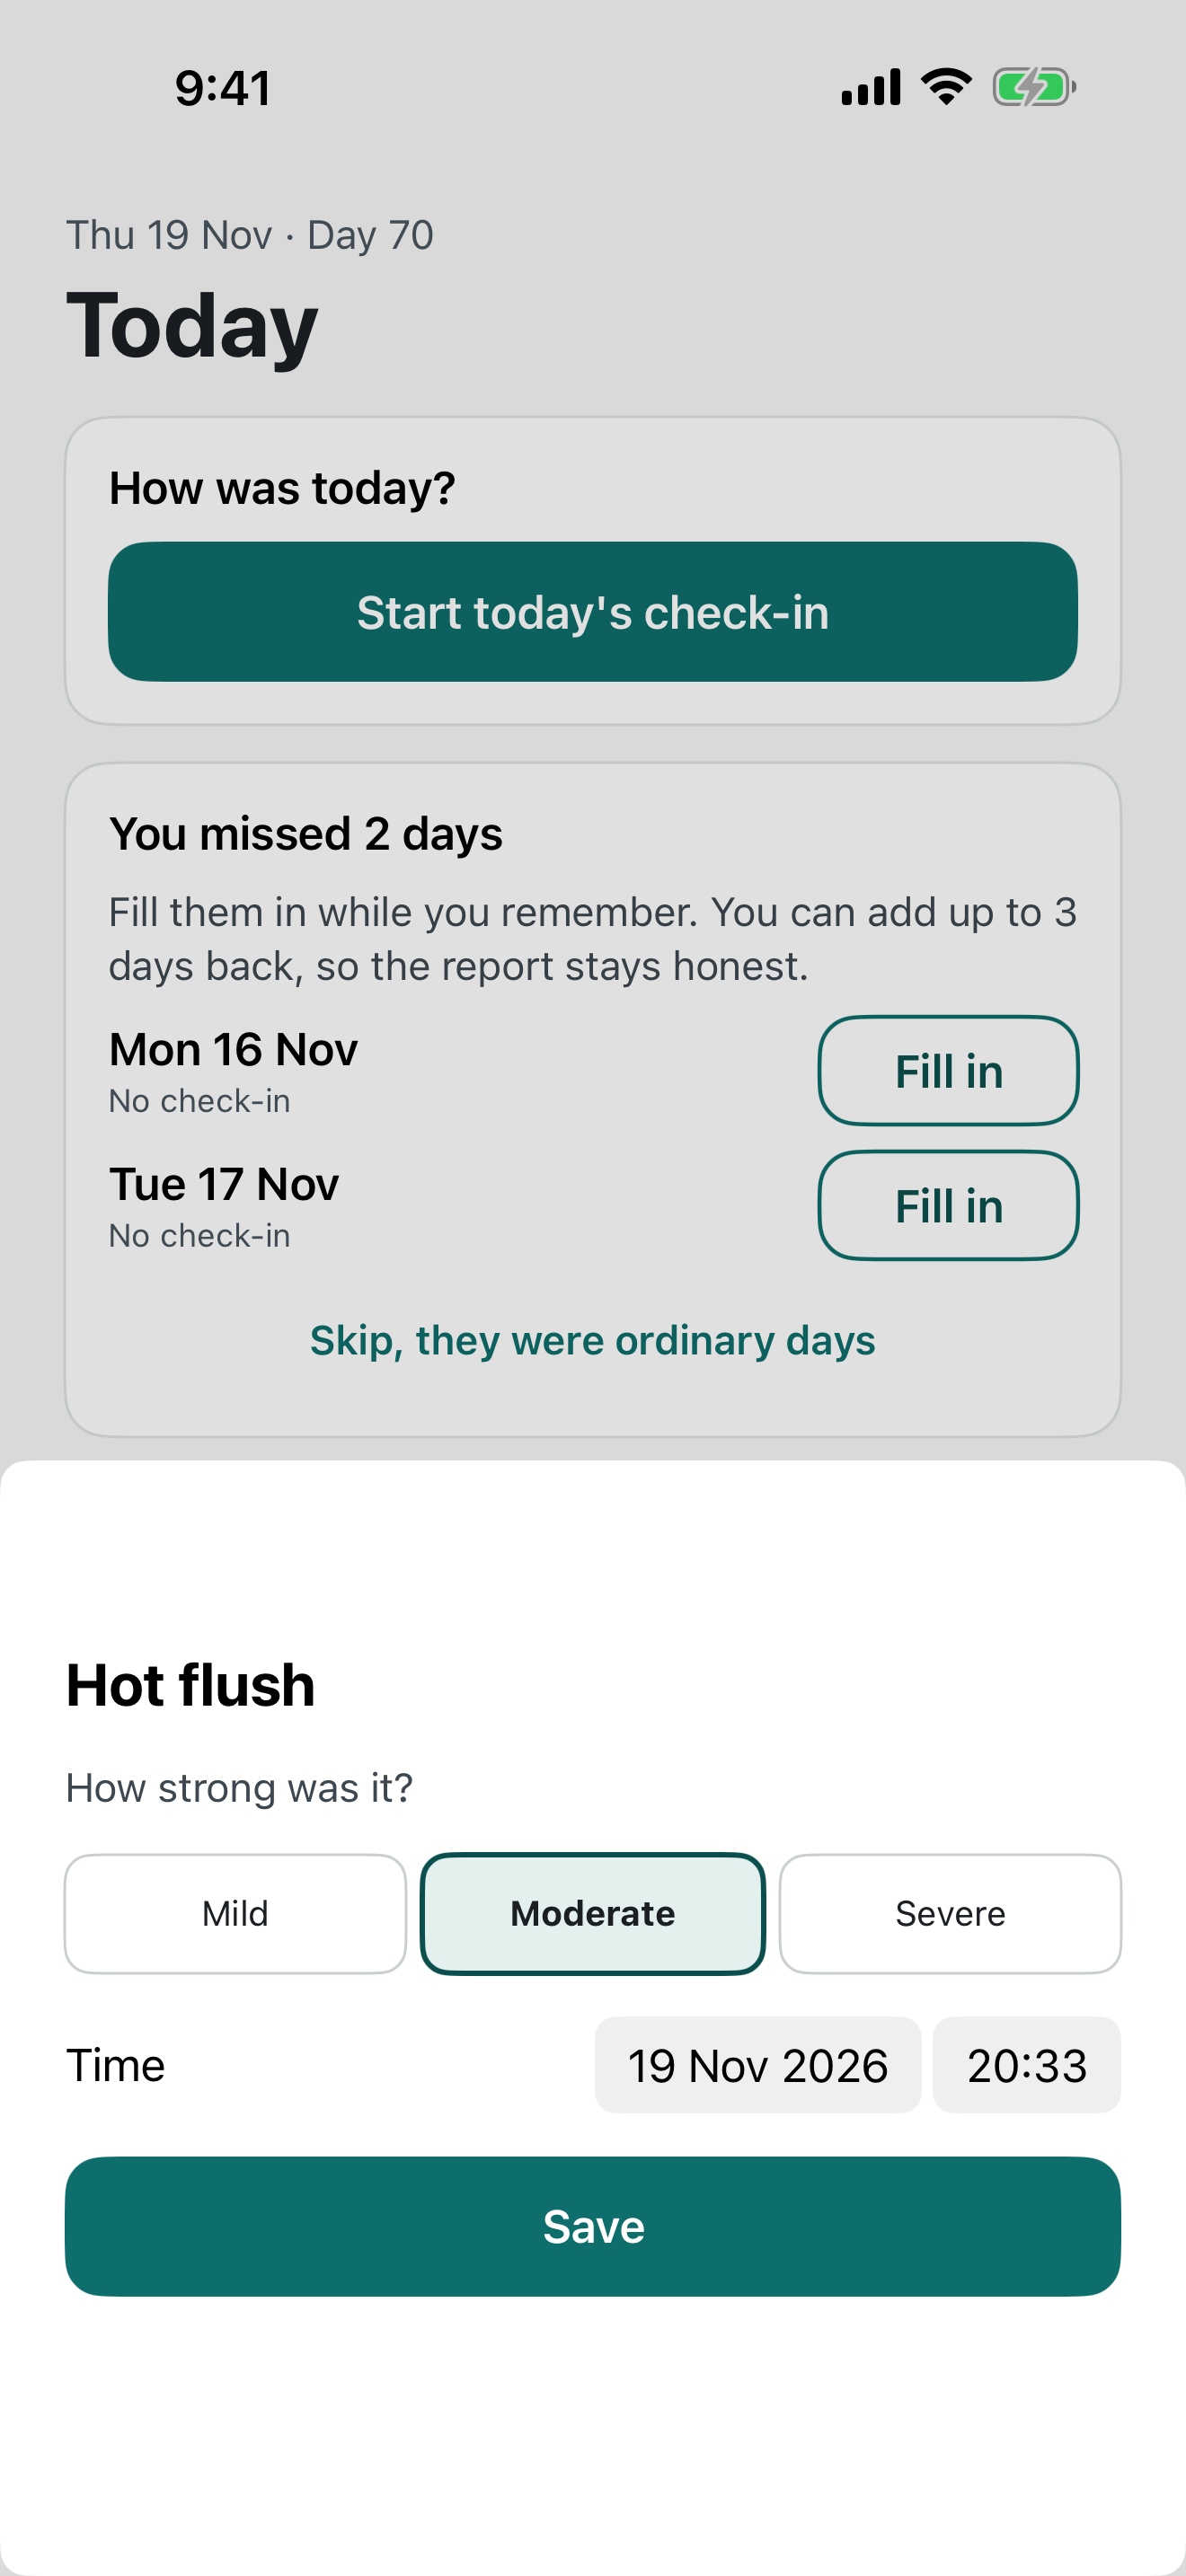 9:41
Thu 19 Nov · Day 70
Today
How was today?
Start today's check-in
You missed 2 days
Fill them in while you remember. You can add up to 3
days back, so the report stays honest.
Mon 16 Nov
Fill in
No check-in
Tue 17 Nov
Fill in
No check-in
Skip, they were ordinary days
Hot flush
How strong was it?
Mild Moderate Severe
Time 19 Nov 2026 20:33
Save